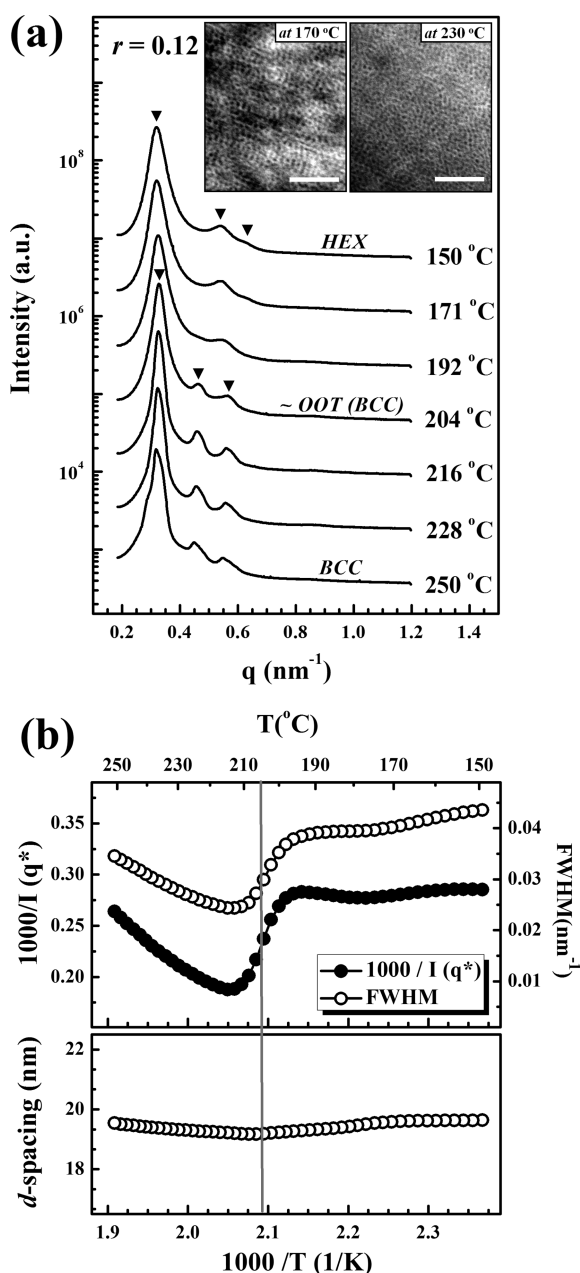 (a)
r = 0.12
at 170 °C
at 230 °C
Intensity (a.u.)
10⁸
10⁶
10⁴
HEX
150 °C
171 °C
192 °C
~ OOT (BCC)
204 °C
216 °C
228 °C
BCC
250 °C
0.2 0.4 0.6 0.8 1.0 1.2 1.4
q (nm⁻¹)
(b)
T(°C)
250 230 210 190 170 150
1000/I (q*)
0.35
0.30
0.25
0.20
0.04
0.03
0.02
0.01
FWHM(nm⁻¹)
1000 / I (q*)
FWHM
d-spacing (nm)
22
20
19
18
1.9 2.0 2.1 2.2 2.3
1000 /T (1/K)